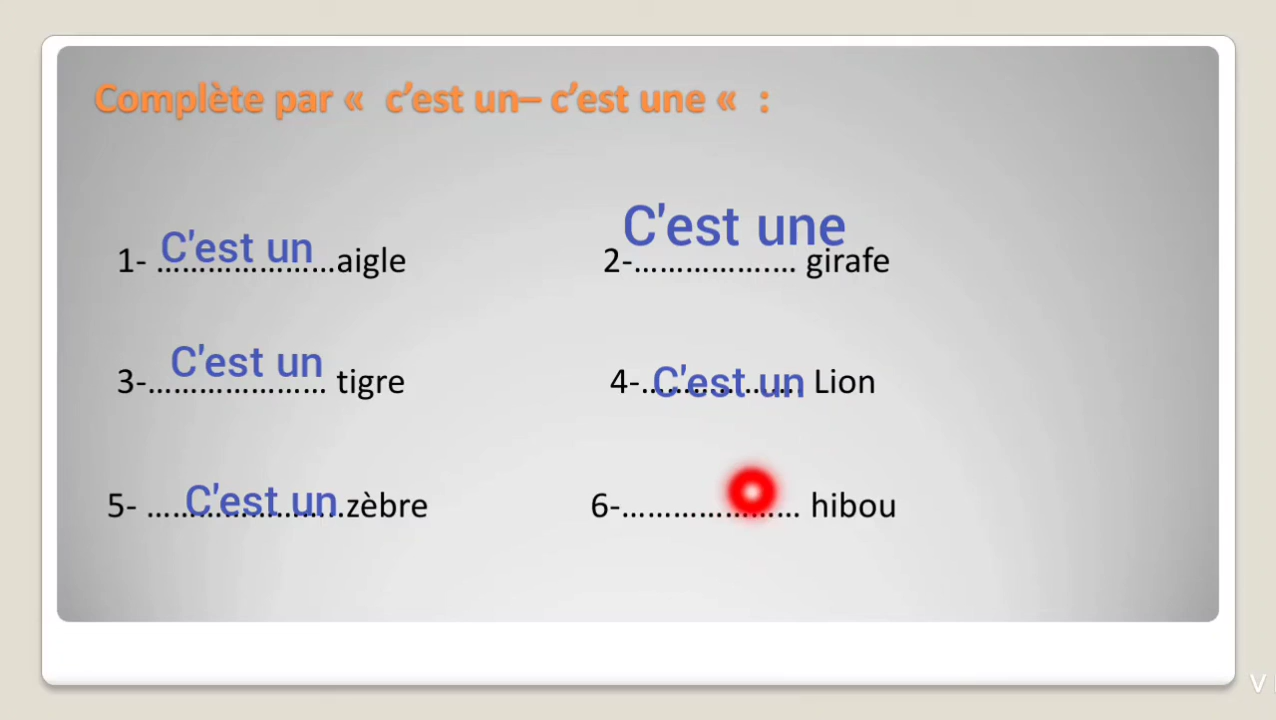 Complète par « c'est un– c'est une « :
C'est un
1- ......................aigle
C'est une
2-................... girafe
C'est un
3-..................... tigre
C'est un
4-.................... Lion
C'est un
5- .......................zèbre
6-..................... hibou
V